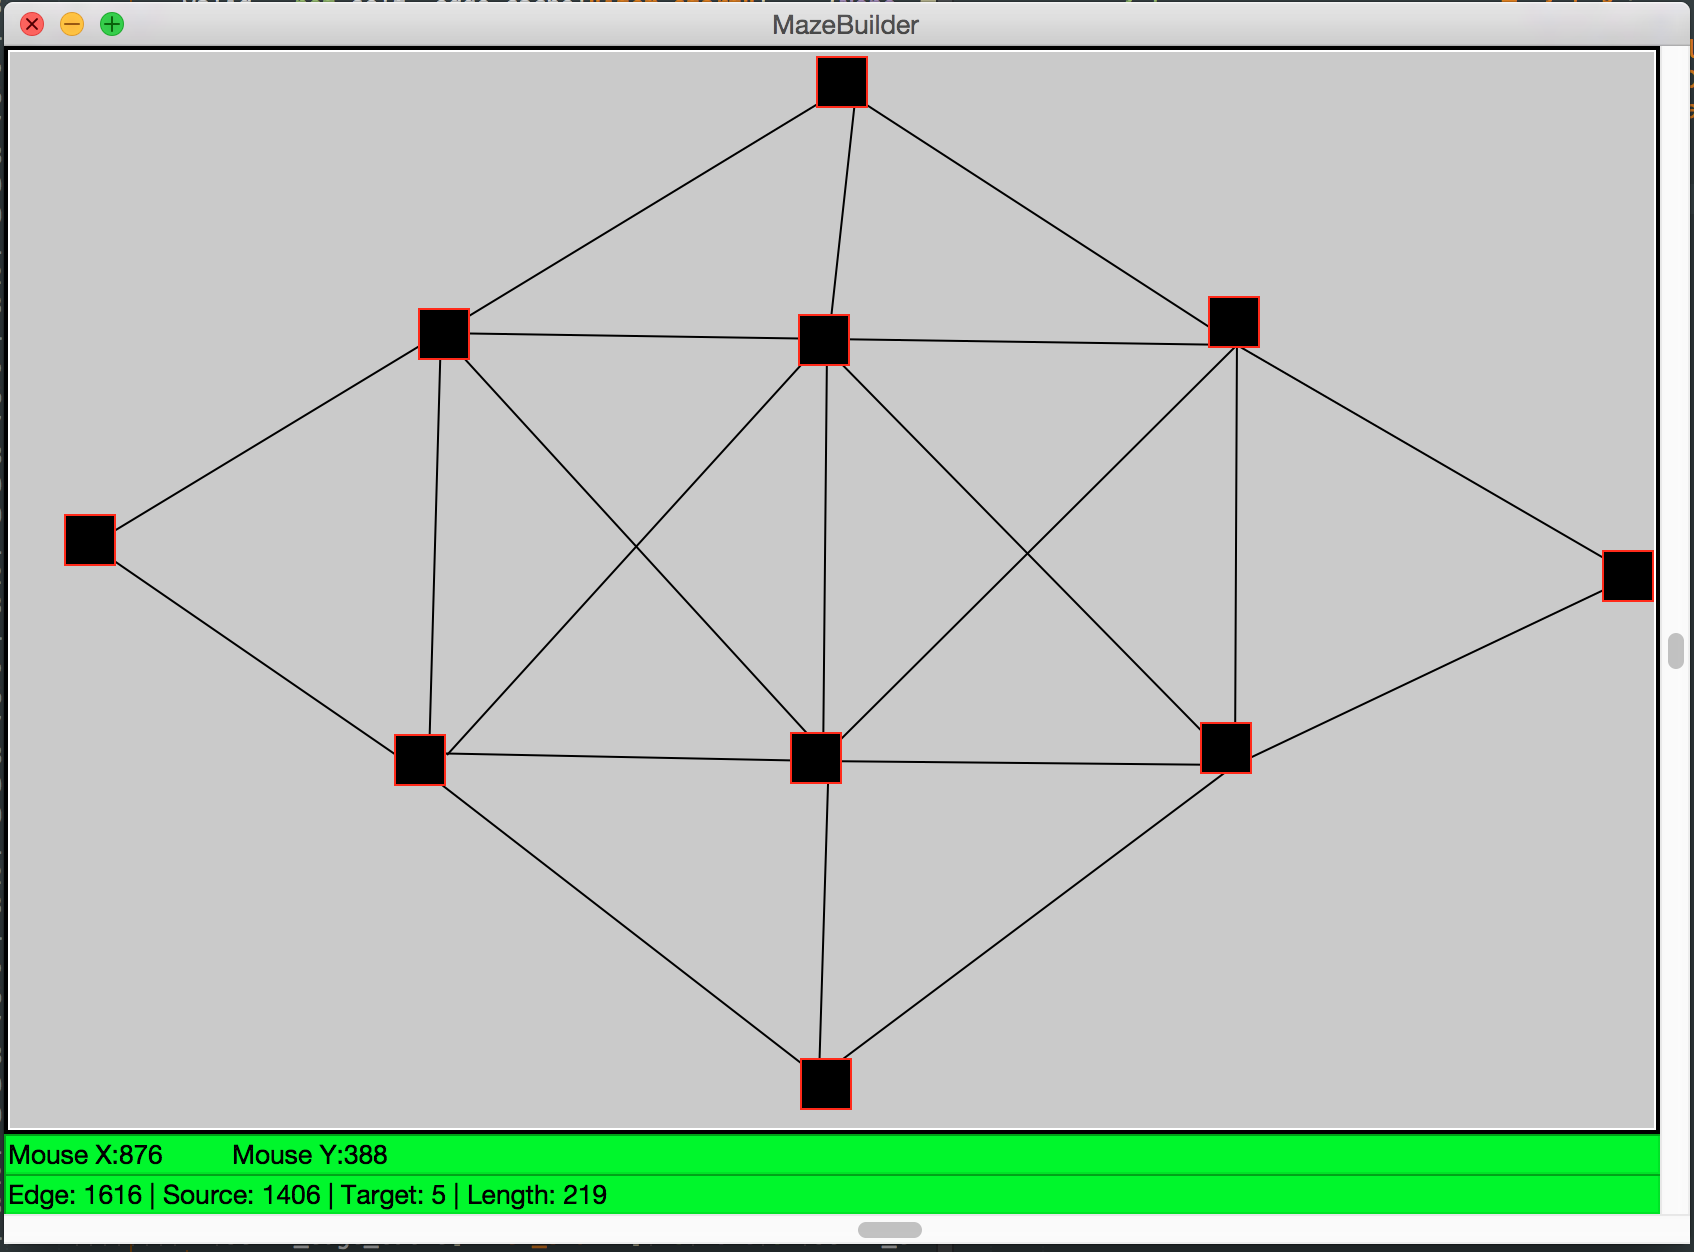 MazeBuilder
Mouse X:876 Mouse Y:388
Edge: 1616 | Source: 1406 | Target: 5 | Length: 219